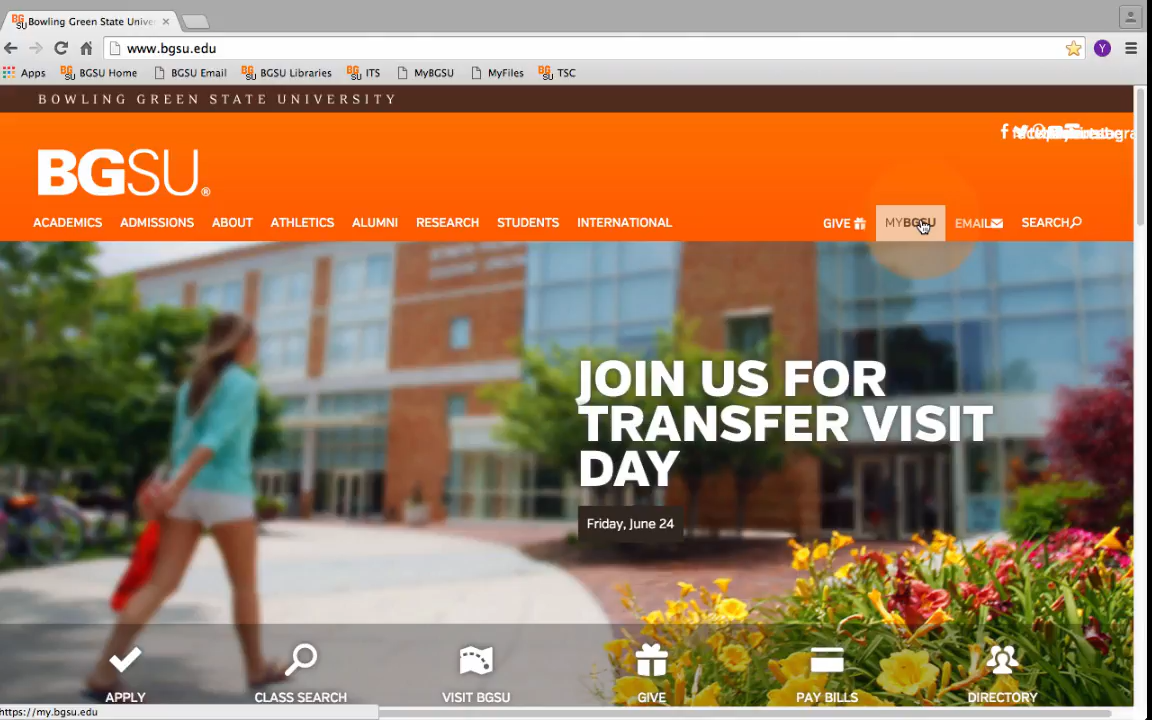 Bowling Green State Unive
www.bgsu.edu
Apps BGSU Home BGSU Email BGSU Libraries ITS MyBGSU MyFiles TSC
BOWLING GREEN STATE UNIVERSITY
BGSU®
ACADEMICS ADMISSIONS ABOUT ATHLETICS ALUMNI RESEARCH STUDENTS INTERNATIONAL GIVE MYBGSU EMAIL SEARCH
JOIN US FOR
TRANSFER VISIT
DAY
Friday, June 24
APPLY CLASS SEARCH VISIT BGSU GIVE PAY BILLS DIRECTORY
https://my.bgsu.edu